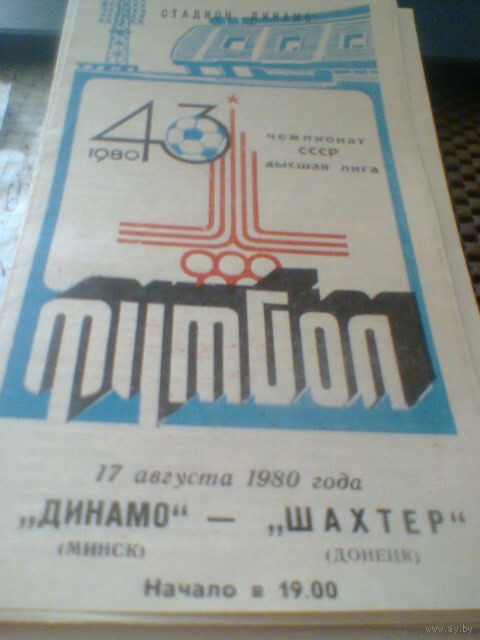 СТАДИОН "ДИНАМО"
43
1980
чемпионат
СССР
высшая лига
футбол
17 августа 1980 года
„ДИНАМО“ — „ШАХТЕР“
(МИНСК) (ДОНЕЦК)
Начало в 19.00
www.ay.by